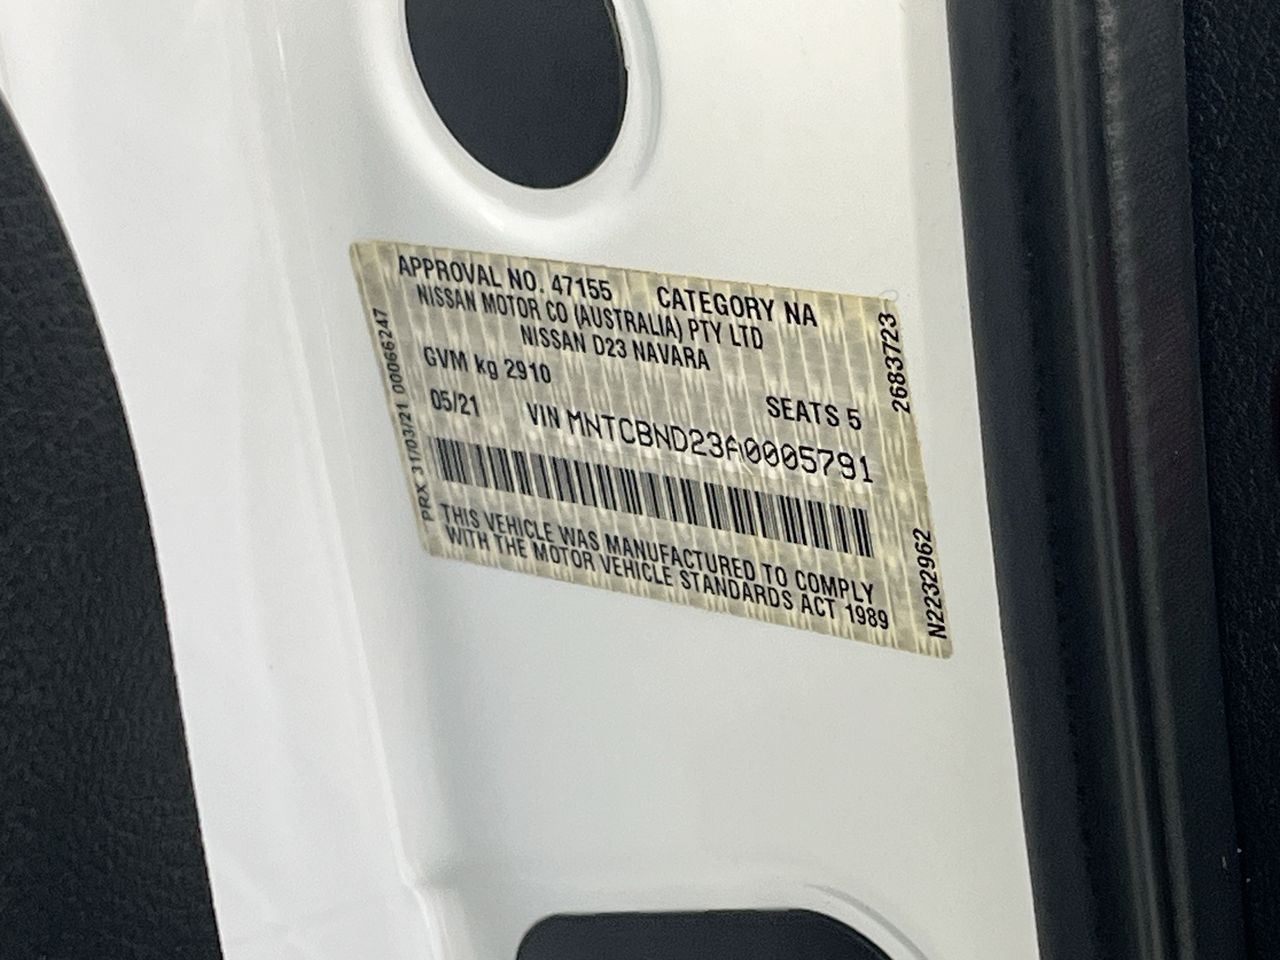 APPROVAL NO. 47155 CATEGORY NA
NISSAN MOTOR CO (AUSTRALIA) PTY LTD
NISSAN D23 NAVARA
GVM kg 2910
SEATS 5
05/21 VIN MNTCBND23A0005791
THIS VEHICLE WAS MANUFACTURED TO COMPLY
WITH THE MOTOR VEHICLE STANDARDS ACT 1989
PRX 31/03/21 00066247
2683723
N2232962